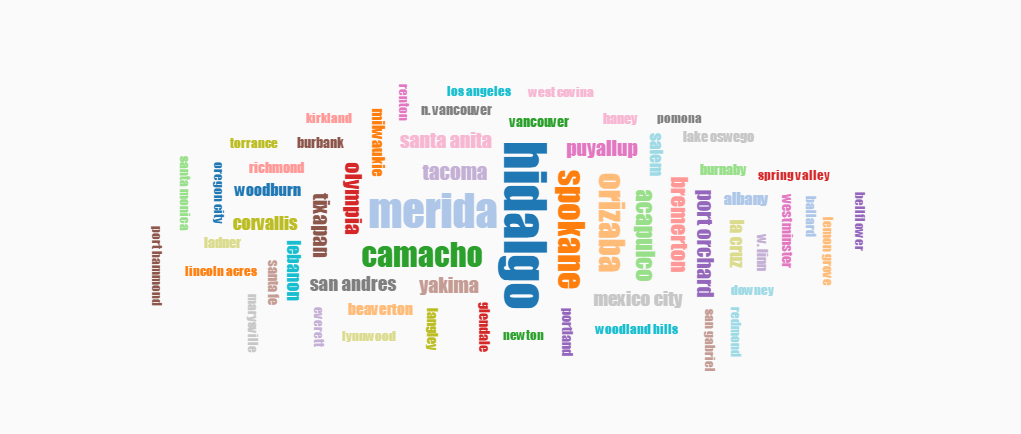 renton
los angeles
west covina
n. vancouver
kirkland
milwaukie
vancouver
haney
pomona
torrance
burbank
santa anita
puyallup
salem
lake oswego
santa monica
oregon city
richmond
olympia
tacoma
hidalgo
spokane
orizaba
acapulco
bremerton
burnaby
spring valley
woodburn
tixapan
merida
port orchard
albany
westminster
ballard
bellflower
corvallis
la cruz
w. linn
lemon grove
port hammond
ladner
lebanon
camacho
lincoln acres
santa fe
san andres
yakima
mexico city
downey
marysville
everett
beaverton
langley
glendale
newton
portland
woodland hills
san gabriel
redmond
lynnwood